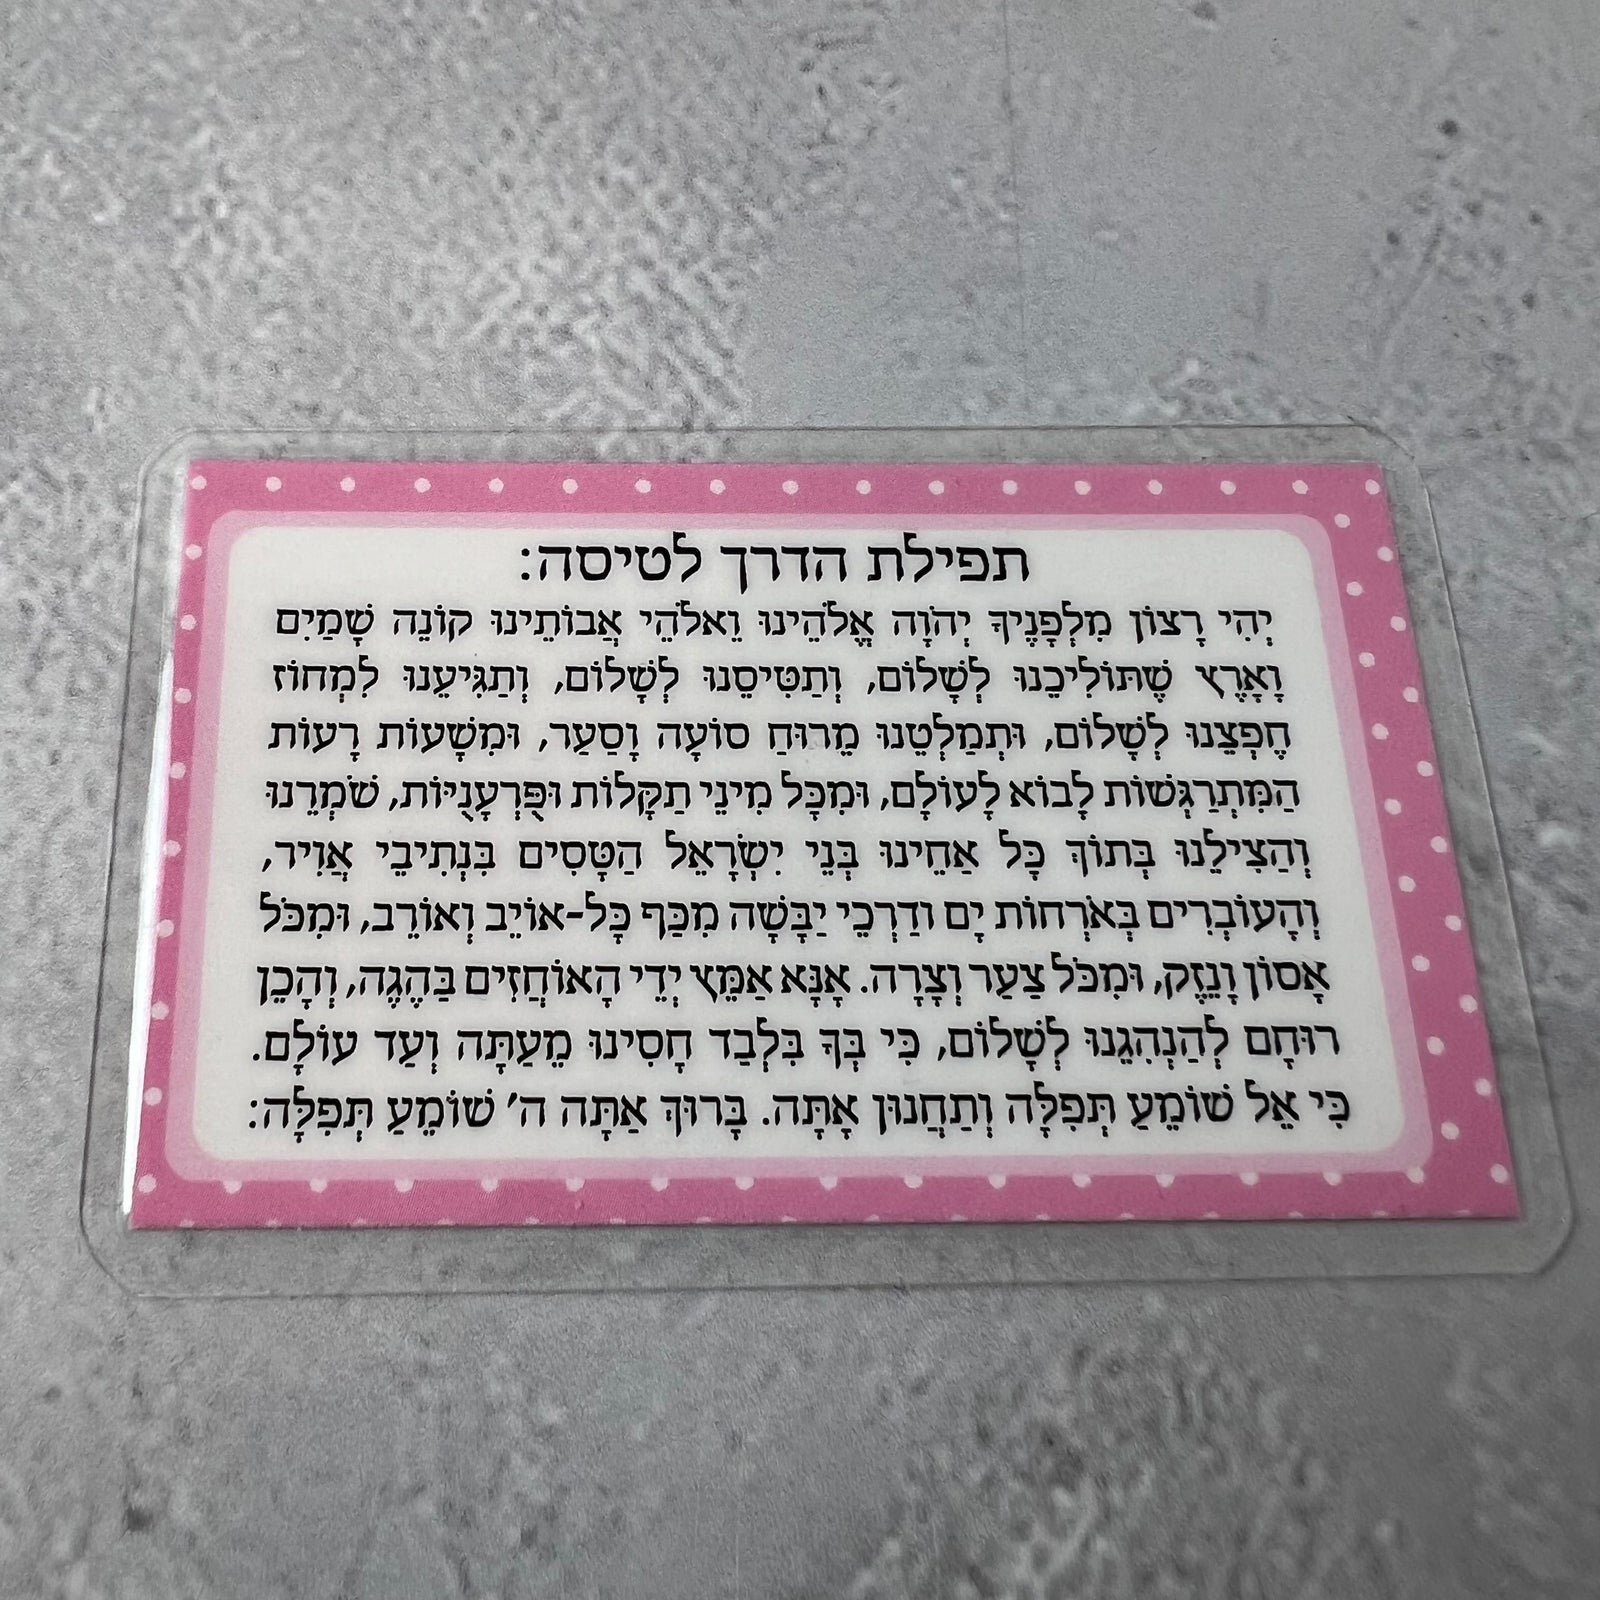 תפילת הדרך לטיסה:
יְהִי רָצוֹן מִלְּפָנֶיךָ יְהֹוָה אֱלֹהֵינוּ וֵאלֹהֵי אֲבוֹתֵינוּ קוֹנֵה שָׁמַיִם
וָאָרֶץ שֶׁתּוֹלִיכֵנוּ לְשָׁלוֹם, וְתַטִּיסֵנוּ לְשָׁלוֹם, וְתַגִּיעֵנוּ לִמְחוֹז
חֶפְצֵנוּ לְשָׁלוֹם, וּתְמַלְּטֵנוּ מֵרוּחַ סוֹעָה וָסַעַר, וּמִשָּׁעוֹת רָעוֹת
הַמִּתְרַגְּשׁוֹת לָבוֹא לָעוֹלָם, וּמִכָּל מִינֵי תַקָּלוֹת וּפֻּרְעָנֻיּוֹת, שָׁמְרֵנוּ
וְהַצִּילֵנוּ בְּתוֹךְ כָּל אַחֵינוּ בְּנֵי יִשְׂרָאֵל הַטָּסִים בִּנְתִיבֵי אֲוִיר,
וְהָעוֹבְרִים בְּאֹרְחוֹת יָם ודַרְכֵי יַבָּשָׁה מִכַּף כָּל-אוֹיֵב וְאוֹרֵב, וּמִכֹּל
אָסוֹן וָנֵזֶק, וּמִכֹּל צַעַר וְצָרָה. אָנָּא אַמֵּץ יְדֵי הָאוֹחֲזִים בַּהֶגֶה, וְהָכֵן
רוּחָם לְהַנְהִגֵנוּ לְשָׁלוֹם, כִּי בְּךָ בִּלְבַד חָסִינוּ מֵעַתָּה וְעַד עוֹלָם.
כִּי אֵל שׁוֹמֵעַ תְּפִלָּה וְתַחֲנוּן אָתָּה. בָּרוּךְ אַתָּה ה' שׁוֹמֵעַ תְּפִלָּה: